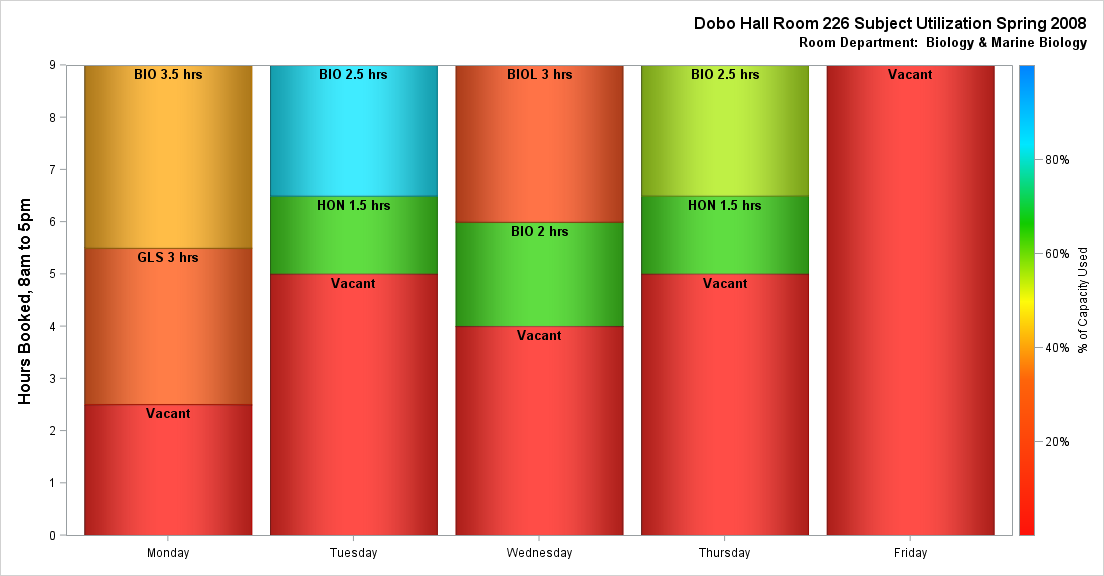 Dobo Hall Room 226 Subject Utilization Spring 2008
Room Department: Biology & Marine Biology
Hours Booked, 8am to 5pm
9
8
7
6
5
4
3
2
1
0
BIO 3.5 hrs
GLS 3 hrs
Vacant
BIO 2.5 hrs
HON 1.5 hrs
Vacant
BIOL 3 hrs
BIO 2 hrs
Vacant
BIO 2.5 hrs
HON 1.5 hrs
Vacant
Vacant
Monday
Tuesday
Wednesday
Thursday
Friday
80%
60%
40%
20%
% of Capacity Used